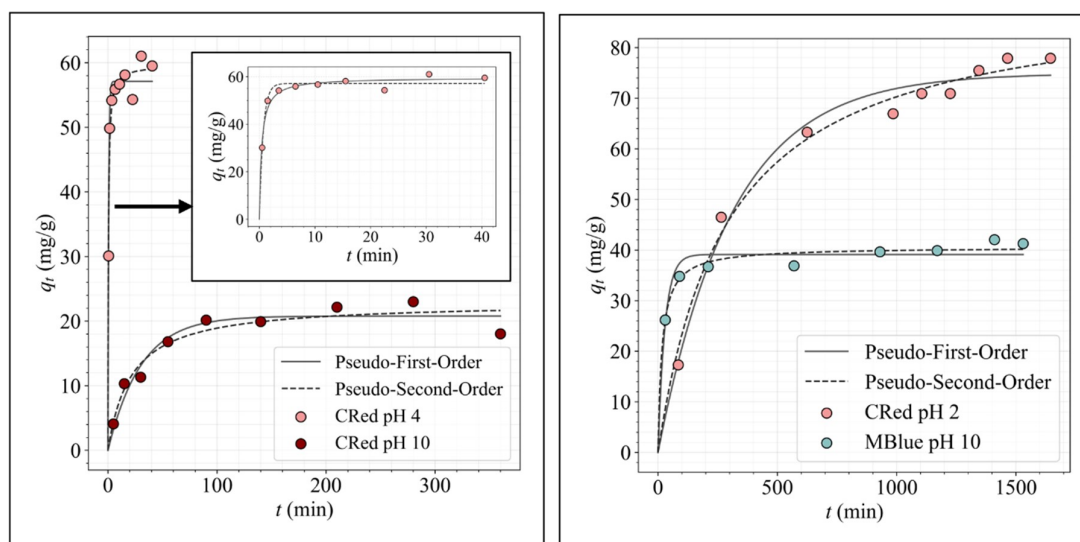 60
50
40
30
20
10
0
qt (mg/g)
0
100
200
300
t (min)
60
40
20
0
qt (mg/g)
0
10
20
30
40
t (min)
Pseudo-First-Order
Pseudo-Second-Order
CRed pH 4
CRed pH 10
80
70
60
50
40
30
20
10
0
qt (mg/g)
0
500
1000
1500
t (min)
Pseudo-First-Order
Pseudo-Second-Order
CRed pH 2
MBlue pH 10